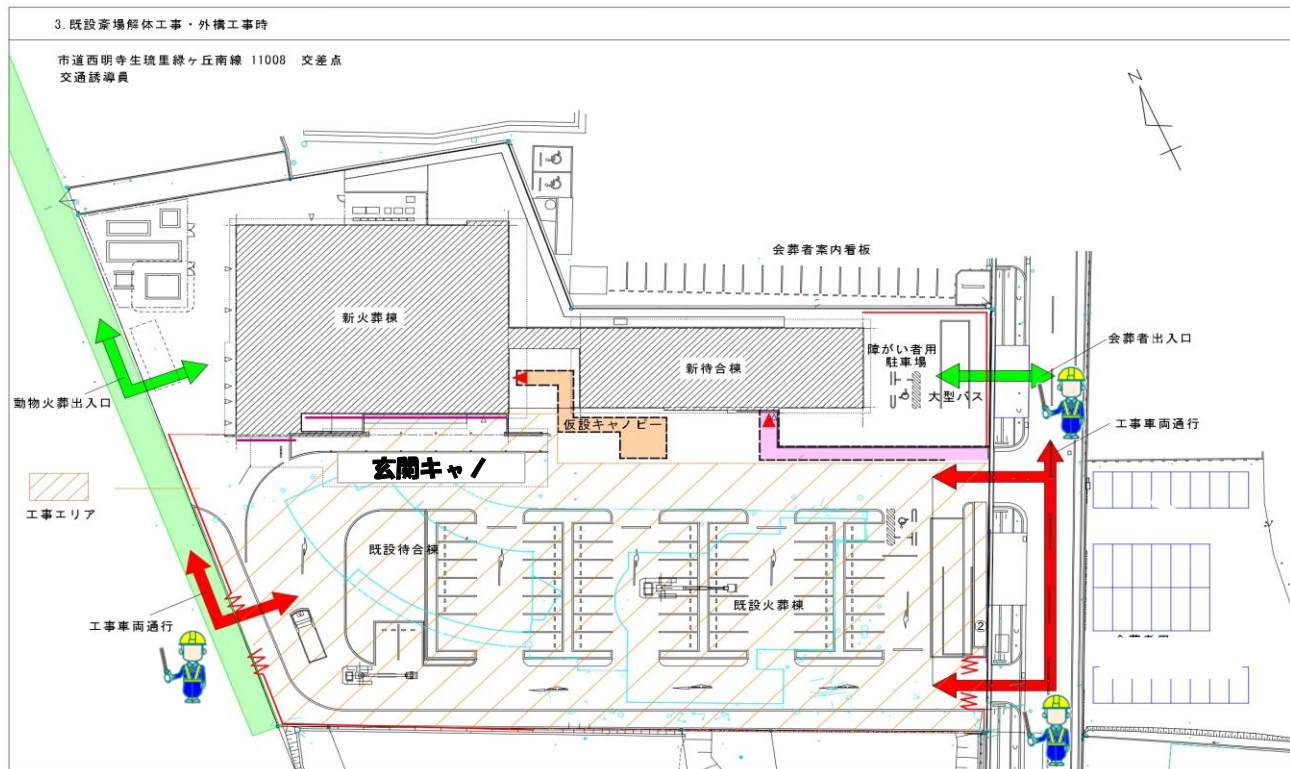 3.既設斎場解体工事・外構工事時
市道西明寺生琉里緑ヶ丘南線 11008 交差点
交通誘導員
N
会葬者案内看板
新火葬棟
新待合棟
障がい者用
駐車場
大型バス
会葬者出入口
工事車両通行
動物火葬出入口
仮設キャノピー
玄関キャノ
工事エリア
既設待合棟
既設火葬棟
工事車両通行
②